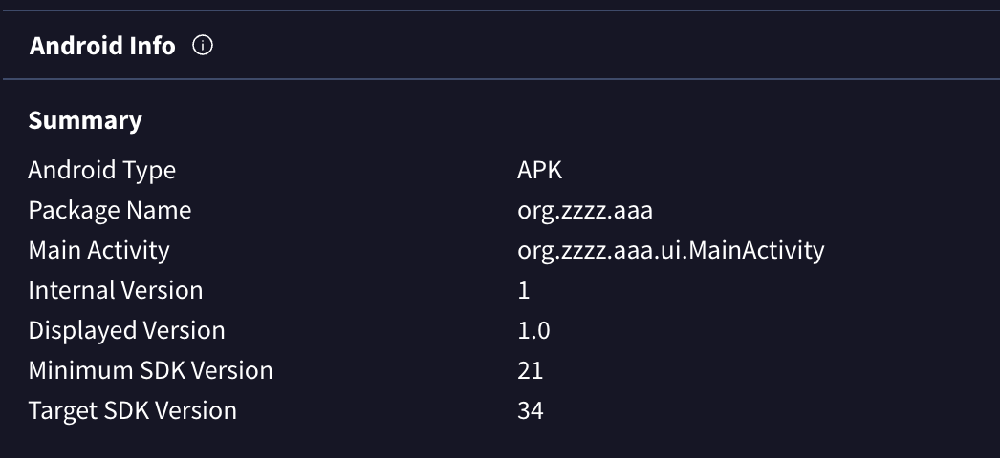 Android Info
Summary
Android Type APK
Package Name org.zzzz.aaa
Main Activity org.zzzz.aaa.ui.MainActivity
Internal Version 1
Displayed Version 1.0
Minimum SDK Version 21
Target SDK Version 34